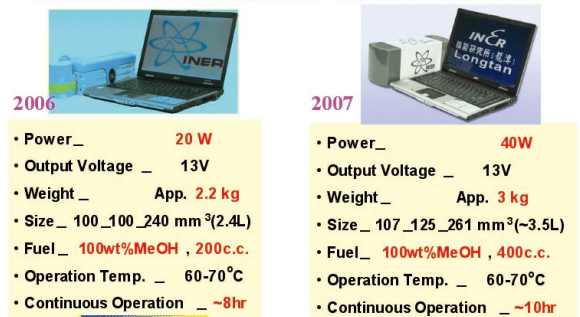 INER
2006
• Power_ 20 W
• Output Voltage _ 13V
• Weight _ App. 2.2 kg
• Size_ 100_100_240 mm³(2.4L)
• Fuel_ 100wt%MeOH , 200c.c.
• Operation Temp. _ 60-70°C
• Continuous Operation _ ~8hr
INER
核能研究所(龍潭)
Longtan
2007
• Power_ 40W
• Output Voltage _ 13V
• Weight_ App. 3 kg
• Size_ 107_125_261 mm³(~3.5L)
• Fuel_ 100wt%MeOH , 400c.c.
• Operation Temp. _ 60-70°C
• Continuous Operation _ ~10hr